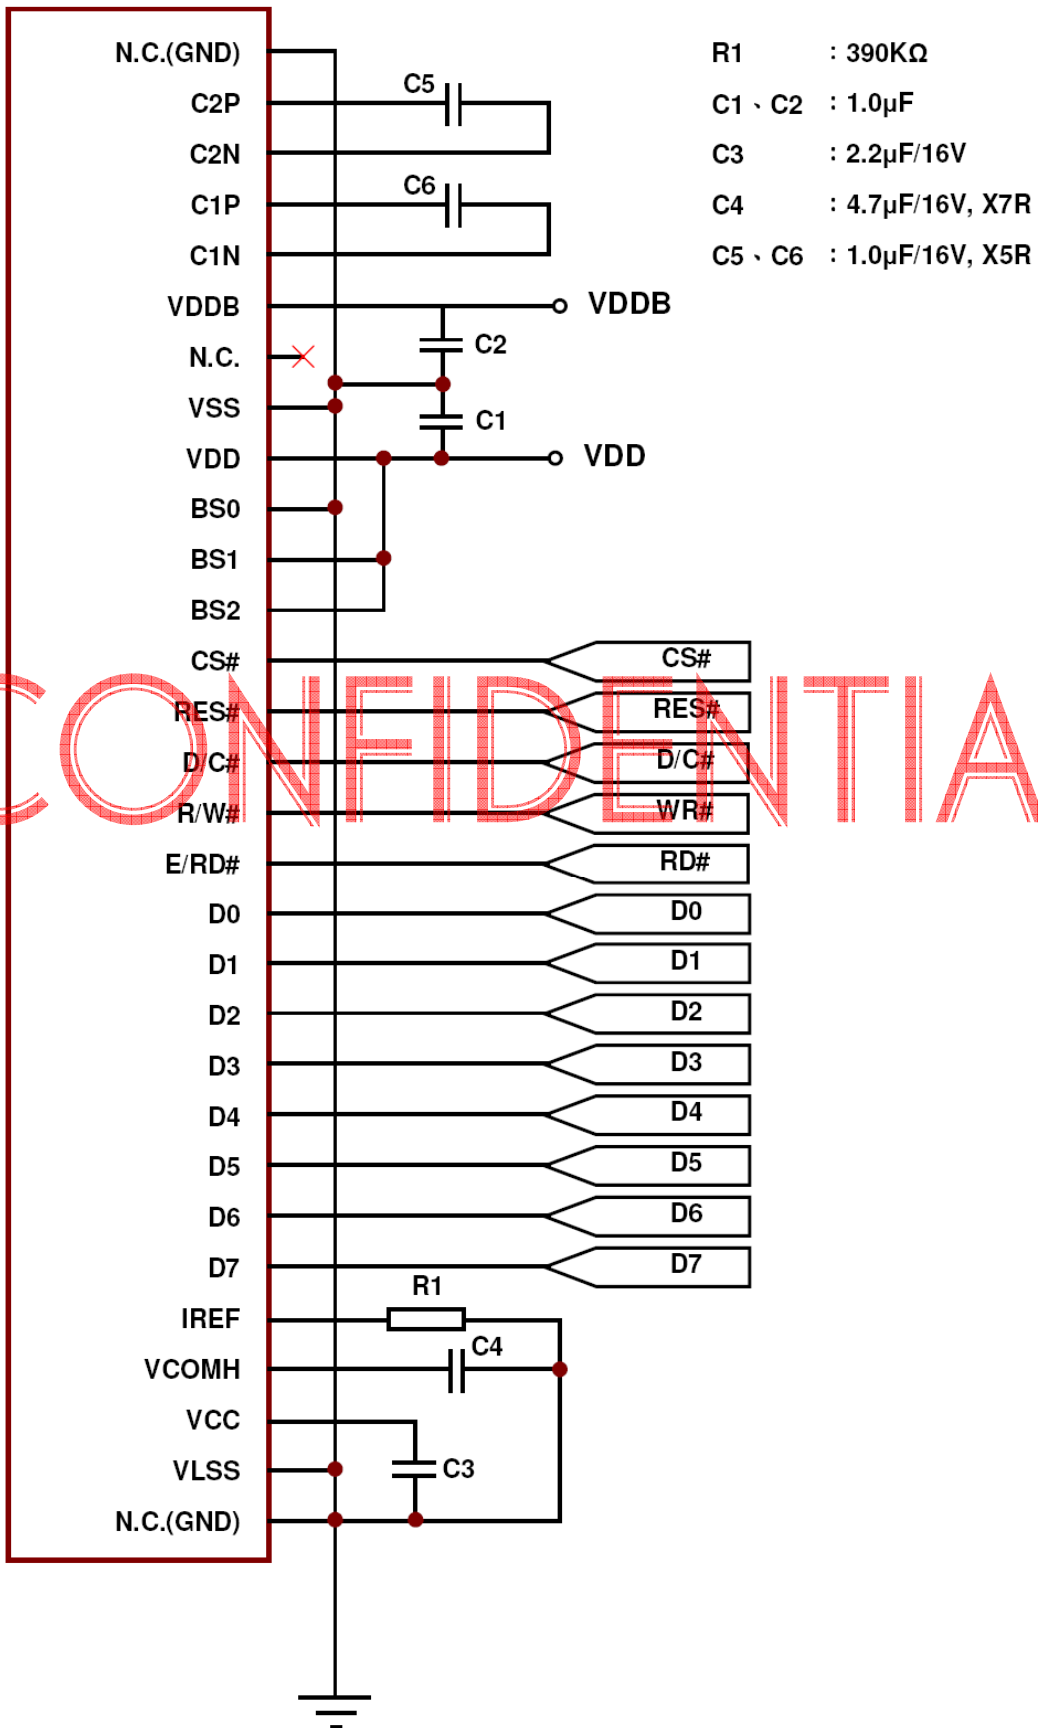 N.C.(GND)
C2P
C2N
C1P
C1N
VDDB
N.C.
VSS
VDD
BS0
BS1
BS2
CS#
RES#
D/C#
R/W#
E/RD#
D0
D1
D2
D3
D4
D5
D6
D7
IREF
VCOMH
VCC
VLSS
N.C.(GND)
C5
C6
VDDB
C2
C1
VDD
CS#
RES#
D/C#
WR#
RD#
D0
D1
D2
D3
D4
D5
D6
D7
R1
C4
C3
R1 : 390KΩ
C1、C2 : 1.0µF
C3 : 2.2µF/16V
C4 : 4.7µF/16V, X7R
C5、C6 : 1.0µF/16V, X5R
CONFIDENTIA